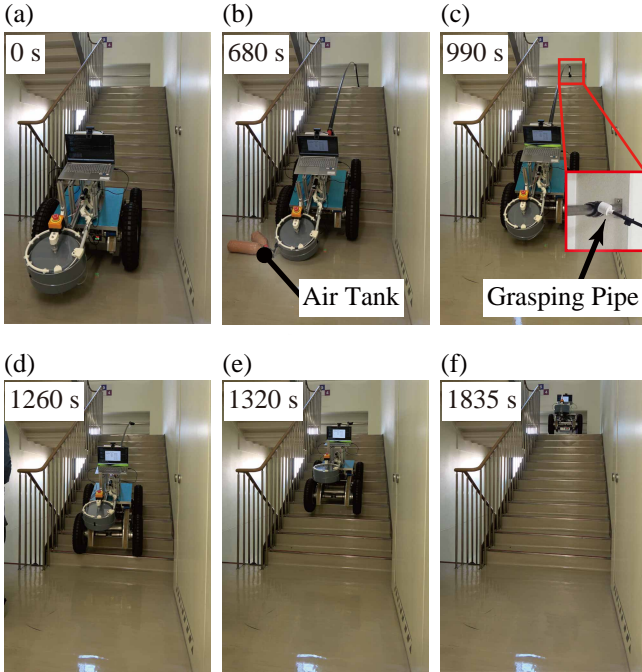 (a)
0 s
(b)
680 s
Air Tank
(c)
990 s
Grasping Pipe
(d)
1260 s
(e)
1320 s
(f)
1835 s